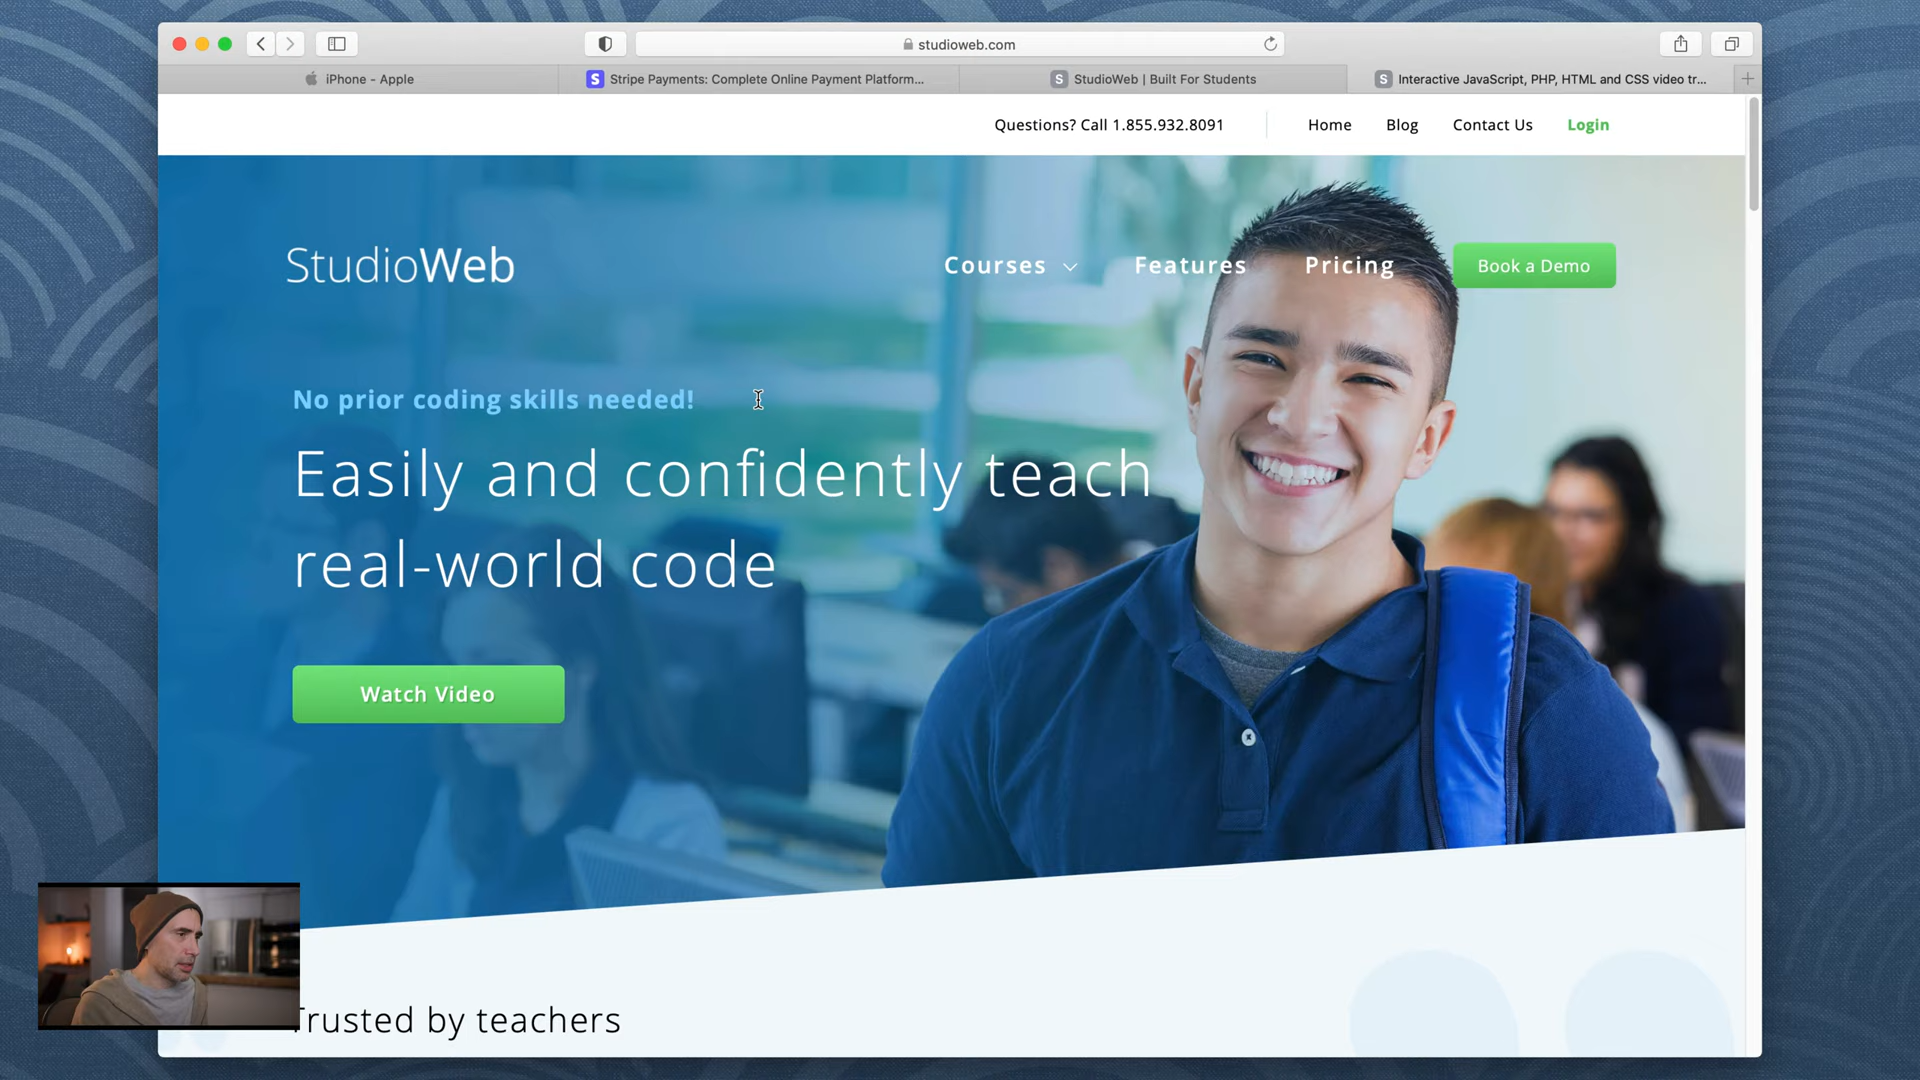 studioweb.com
iPhone - Apple
Stripe Payments: Complete Online Payment Platform...
StudioWeb | Built For Students
Interactive JavaScript, PHP, HTML and CSS video tr...
Questions? Call 1.855.932.8091
Home
Blog
Contact Us
Login
StudioWeb
Courses
Features
Pricing
Book a Demo
No prior coding skills needed!
Easily and confidently teach
real-world code
Watch Video
Trusted by teachers